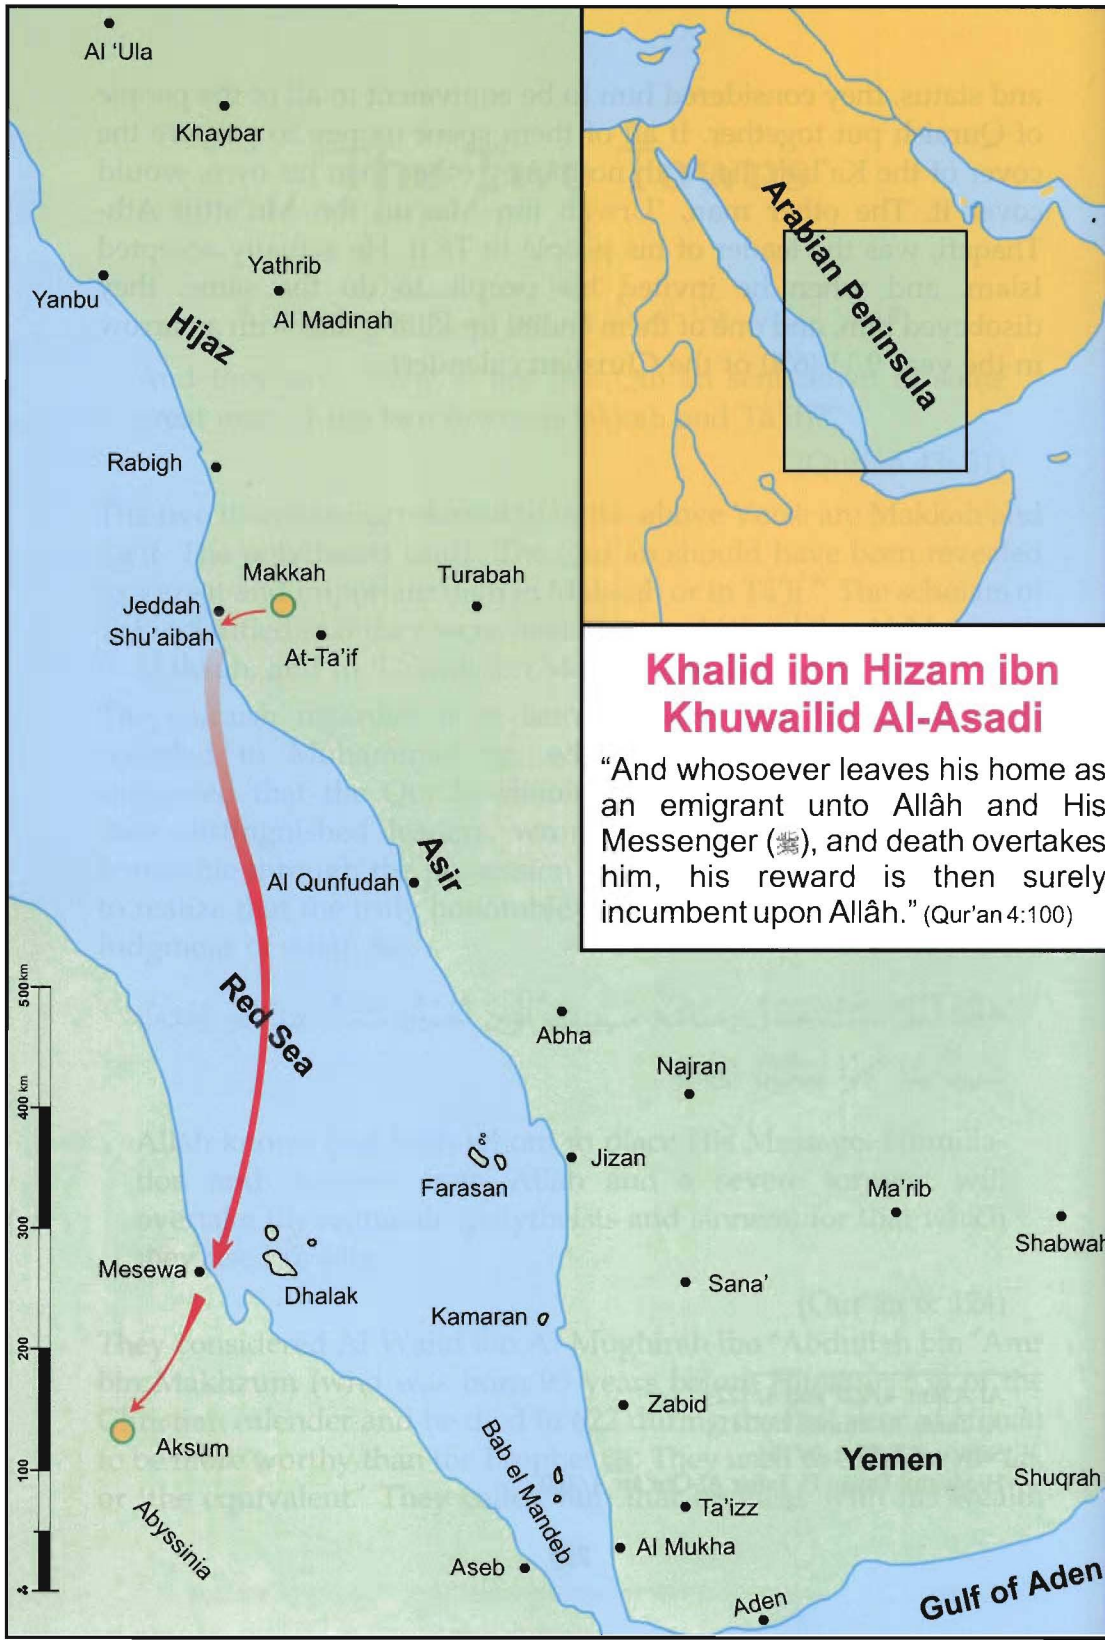 Al ‘Ula
Khaybar
Yanbu
Yathrib
Al Madinah
Hijaz
Rabigh
Makkah
Turabah
Jeddah
Shu’aibah
At-Ta’if
Arabian Peninsula
Khalid ibn Hizam ibn
Khuwailid Al-Asadi
“And whosoever leaves his home as
an emigrant unto Allâh and His
Messenger (ﷺ), and death overtakes
him, his reward is then surely
incumbent upon Allâh.” (Qur’an 4:100)
Asir
Al Qunfudah
Red Sea
500 km
400 km
300
200
100
Abha
Najran
Jizan
Farasan
Ma’rib
Shabwah
Mesewa
Dhalak
Sana’
Kamaran
Zabid
Aksum
Yemen
Bab el Mandeb
Shuqrah
Abyssinia
Ta’izz
Al Mukha
Aseb
Aden
Gulf of Aden